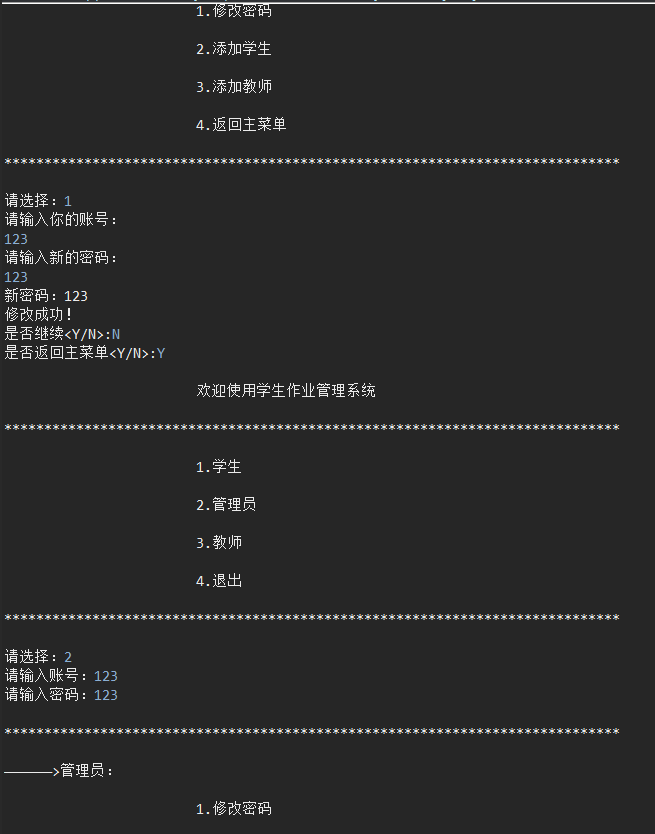 1.修改密码
2.添加学生
3.添加教师
4.返回主菜单
*****************************************************************************
请选择：1
请输入你的账号：
123
请输入新的密码：
123
新密码：123
修改成功！
是否继续<Y/N>:N
是否返回主菜单<Y/N>:Y
欢迎使用学生作业管理系统
*****************************************************************************
1.学生
2.管理员
3.教师
4.退出
*****************************************************************************
请选择：2
请输入账号：123
请输入密码：123
*****************************************************************************
——————>管理员：
1.修改密码